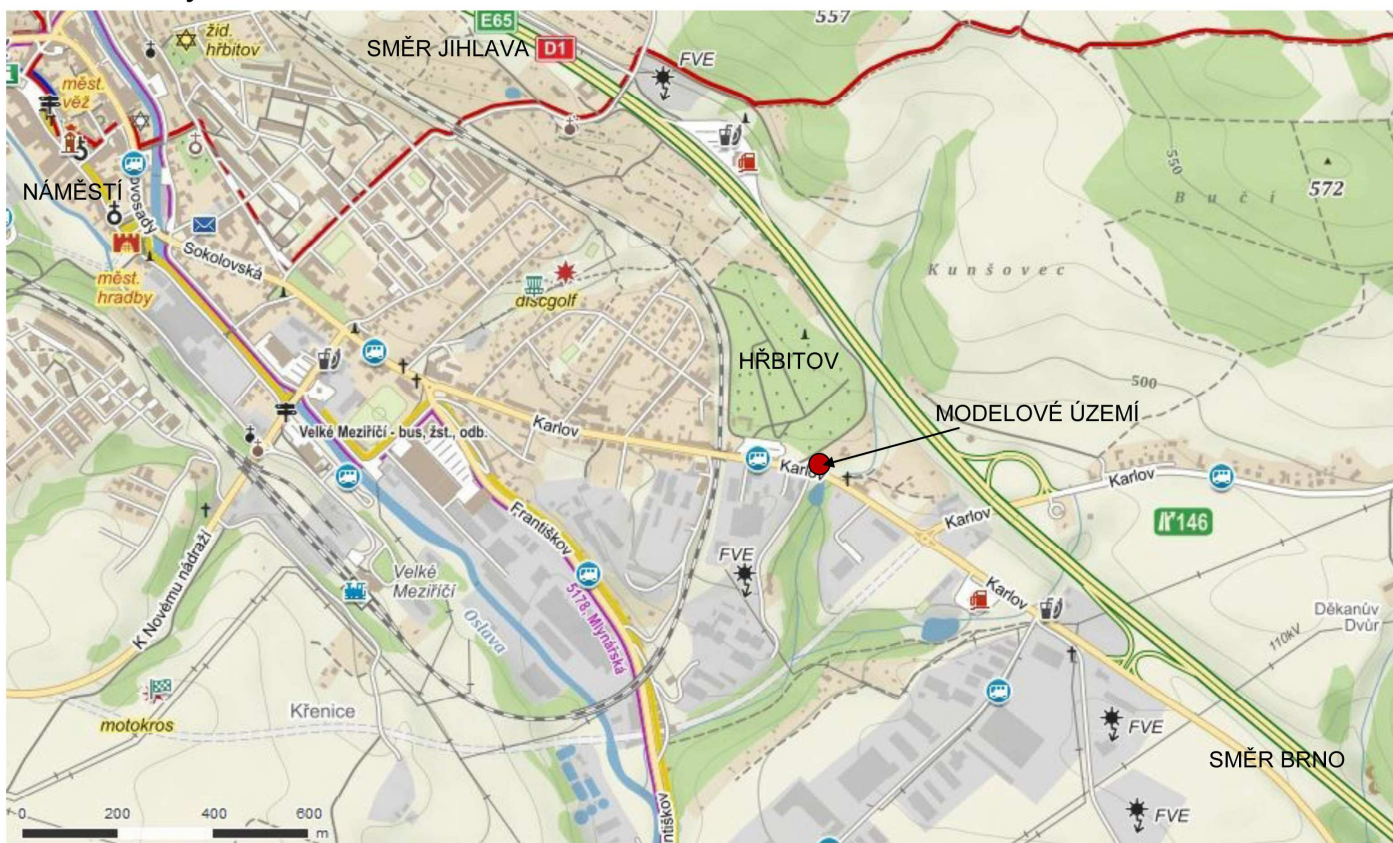 557
E65
žid.
hřbitov
SMĚR JIHLAVA
D1
FVE
měst.
věž
550
572
B u č í
NÁMĚSTÍ
Novosady
Sokolovská
Kunšovec
měst.
hradby
discgolf
HŘBITOV
500
MODELOVÉ ÚZEMÍ
Karlov
Velké Meziříčí - bus, žst., odb.
Karlov
Karlov
Karlov
146
Františkov
FVE
Karlov
K Novému nádraží
Velké
Meziříčí
5178, Mlynářská
Oslava
Děkanův
Dvůr
110kV
Křenice
motokros
FVE
SMĚR BRNO
0 200 400 600
m
FVE